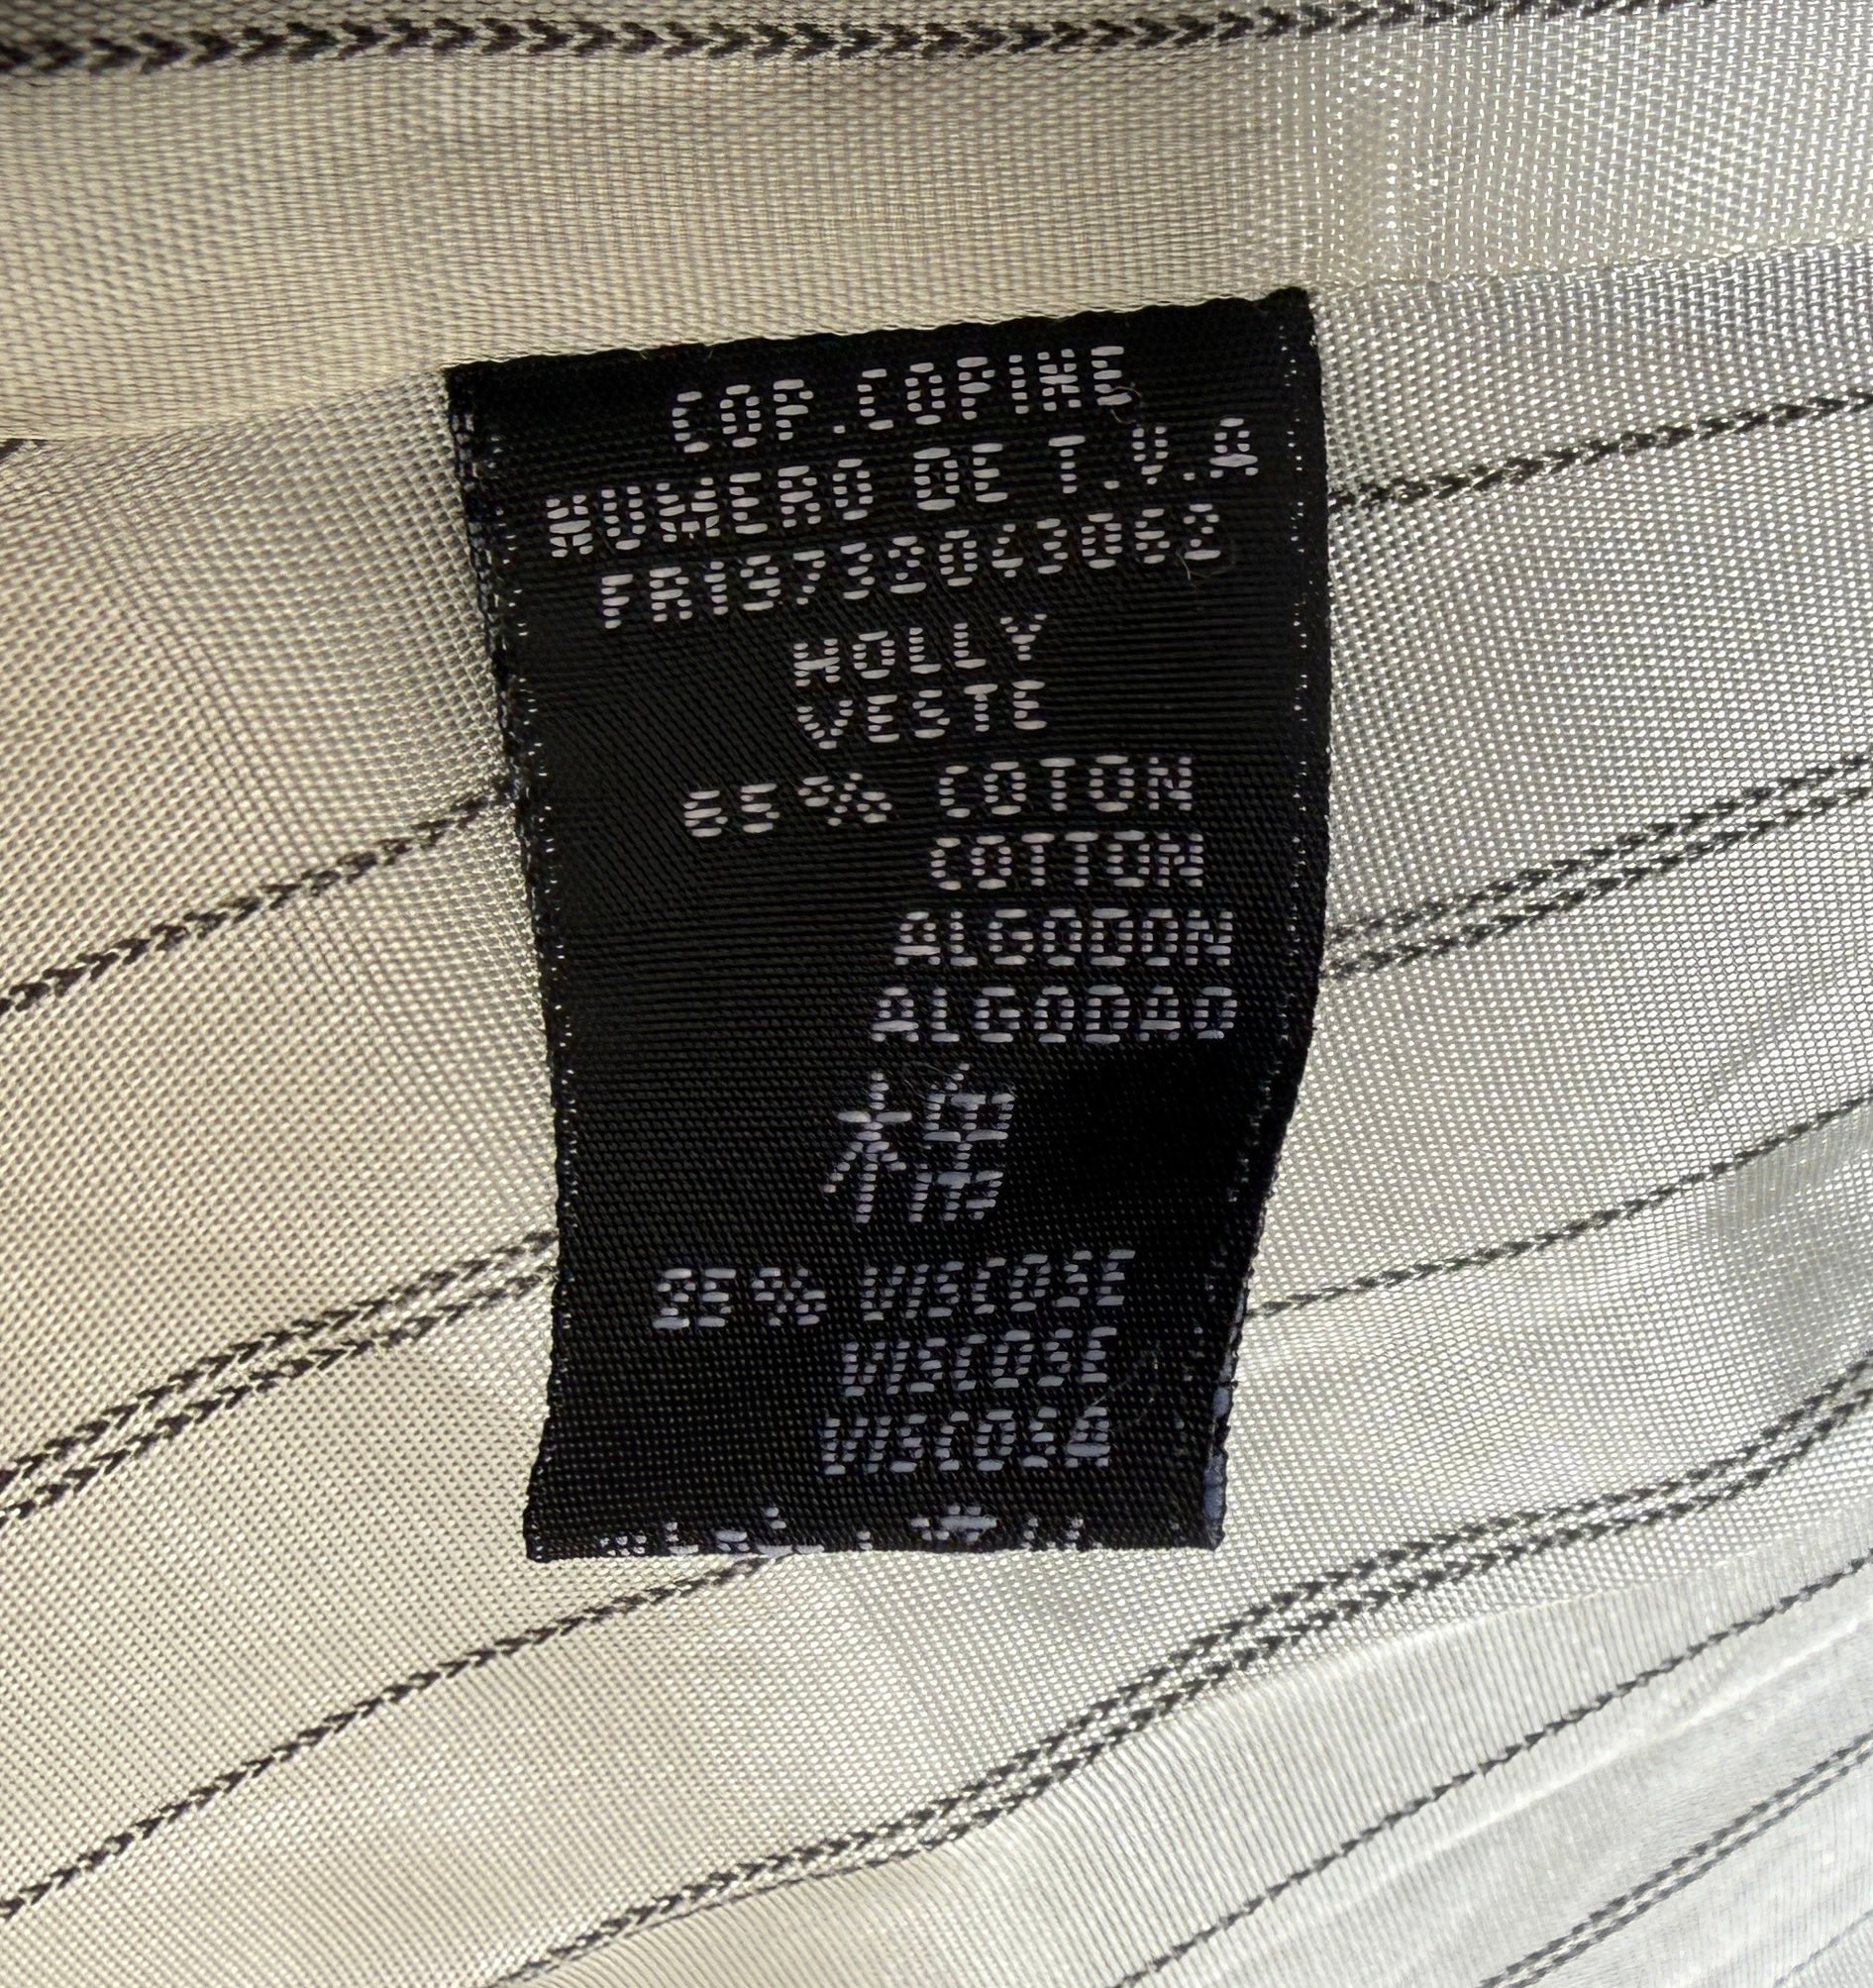 COP.COPINE
NUMERO DE T.V.A
FR19732043062
HOLLY
VESTE
65% COTON
COTTON
ALGODON
ALGODAO
棉
35% VISCOSE
VISCOSE
VISCOSA